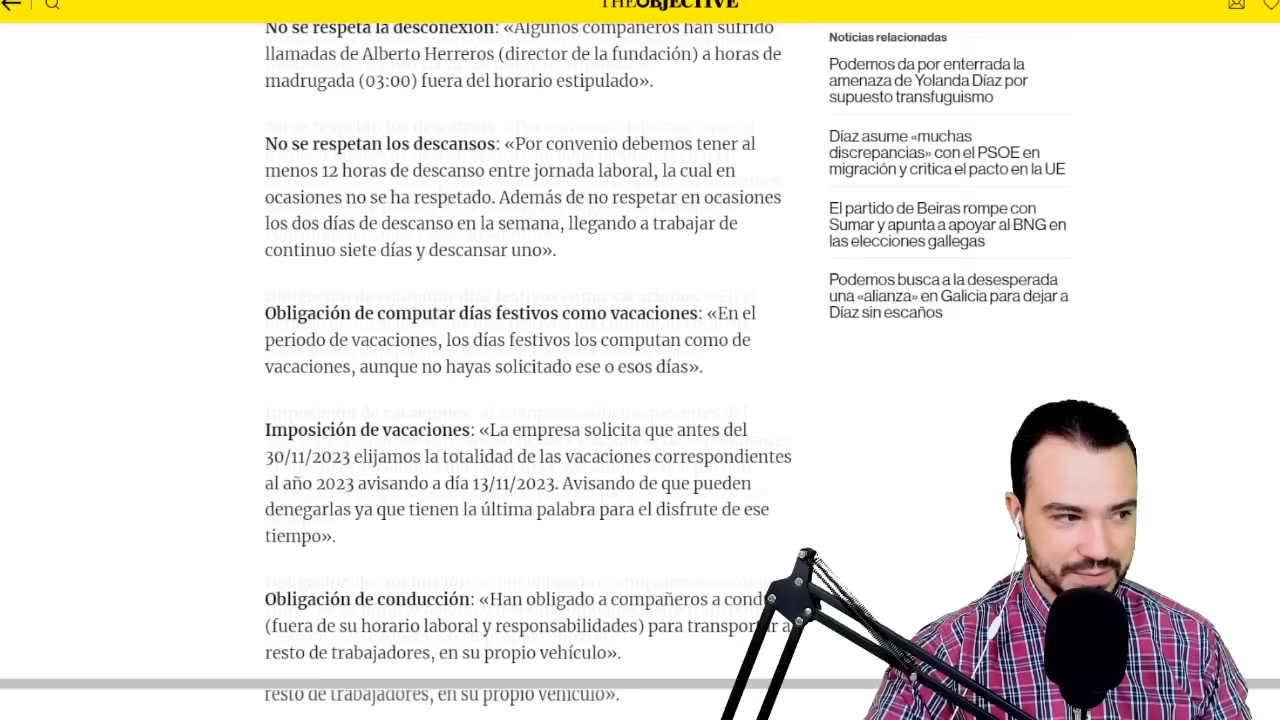 THE OBJECTIVE
No se respeta la desconexión: «Algunos compañeros han sufrido
llamadas de Alberto Herreros (director de la fundación) a horas de
madrugada (03:00) fuera del horario estipulado».
No se respetan los descansos: «Por convenio debemos tener al
menos 12 horas de descanso entre jornada laboral, la cual en
ocasiones no se ha respetado. Además de no respetar en ocasiones
los dos días de descanso en la semana, llegando a trabajar de
continuo siete días y descansar uno».
Obligación de computar días festivos como vacaciones: «En el
periodo de vacaciones, los días festivos los computan como de
vacaciones, aunque no hayas solicitado ese o esos días».
Imposición de vacaciones: «La empresa solicita que antes del
30/11/2023 elijamos la totalidad de las vacaciones correspondientes
al año 2023 avisando a día 13/11/2023. Avisando de que pueden
denegarlas ya que tienen la última palabra para el disfrute de ese
tiempo».
Obligación de conducción: «Han obligado a compañeros a cond
(fuera de su horario laboral y responsabilidades) para transportar a
resto de trabajadores, en su propio vehículo».
resto de trabajadores, en su propio vehículo».
Noticias relacionadas
Podemos da por enterrada la
amenaza de Yolanda Díaz por
supuesto transfuguismo
Díaz asume «muchas
discrepancias» con el PSOE en
migración y critica el pacto en la UE
El partido de Beiras rompe con
Sumar y apunta a apoyar al BNG en
las elecciones gallegas
Podemos busca a la desesperada
una «alianza» en Galicia para dejar a
Díaz sin escaños